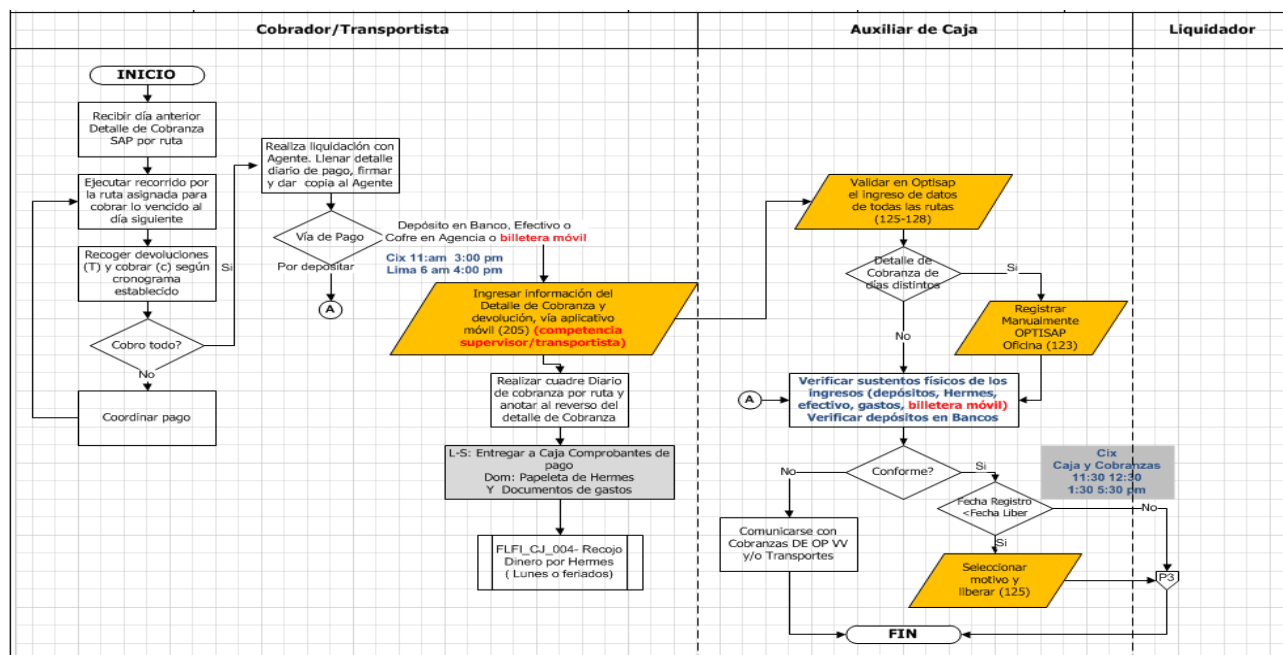 Cobrador/Transportista
Auxiliar de Caja
Liquidador
INICIO
Recibir día anterior
Detalle de Cobranza
SAP por ruta
Ejecutar recorrido por
la ruta asignada para
cobrar lo vencido al
día siguiente
Recoger devoluciones
(T) y cobrar (c) según
cronograma
establecido
Cobro todo?
Si
No
Coordinar pago
Realiza liquidación con
Agente. Llenar detalle
diario de pago, firmar
y dar copia al Agente
Vía de Pago
Por depositar
A
Depósito en Banco, Efectivo o
Cofre en Agencia o billetera móvil
Cix 11:am 3:00 pm
Lima 6 am 4:00 pm
Ingresar información del
Detalle de Cobranza y
devolución, vía aplicativo
móvil (205) (competencia
supervisor/transportista)
Realizar cuadre Diario
de cobranza por ruta y
anotar al reverso del
detalle de Cobranza
L-S: Entregar a Caja Comprobantes de
pago
Dom: Papeleta de Hermes
Y Documentos de gastos
FLFI_CJ_004- Recojo
Dinero por Hermes
( Lunes o feriados)
Validar en Optisap
el ingreso de datos
de todas las rutas
(125-128)
Detalle de
Cobranza de
días distintos
Si
No
Registrar
Manualmente
OPTISAP
Oficina (123)
A
Verificar sustentos físicos de los
ingresos (depósitos, Hermes,
efectivo, gastos, billetera móvil)
Verificar depósitos en Bancos
Conforme?
No
Si
Cix
Caja y Cobranzas
11:30 12:30
1:30 5:30 pm
Fecha Registro
<Fecha Liber
No
Si
Comunicarse con
Cobranzas DE OP VV
y/o Transportes
Seleccionar
motivo y
liberar (125)
P3
FIN